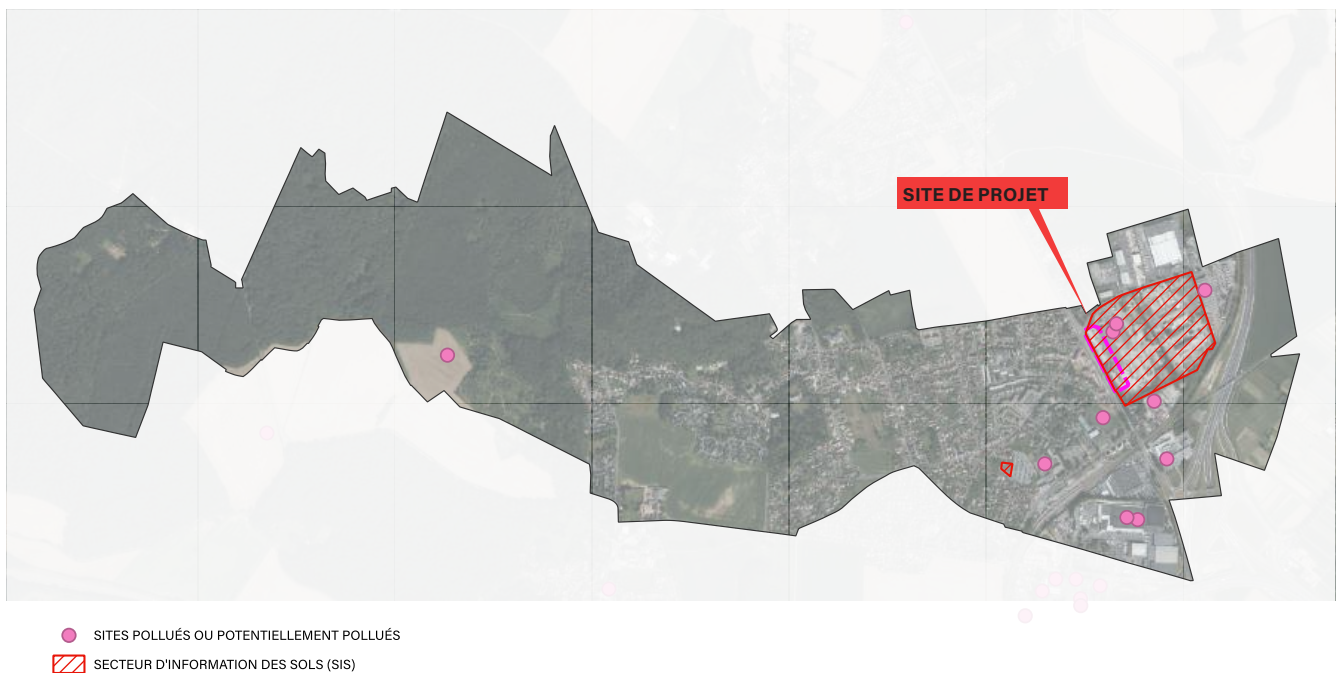 SITE DE PROJET
SITES POLLUÉS OU POTENTIELLEMENT POLLUÉS
SECTEUR D'INFORMATION DES SOLS (SIS)